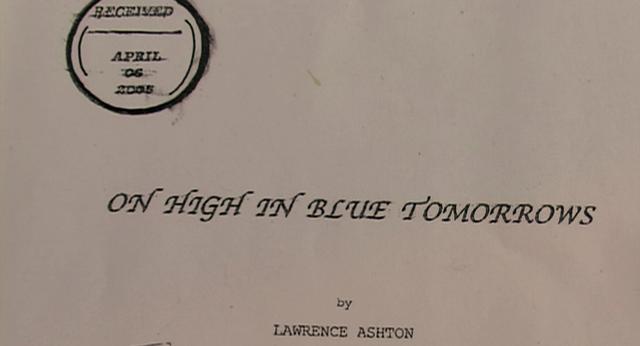 RECEIVED
APRIL
06
2005
ON HIGH IN BLUE TOMORROWS
by
LAWRENCE ASHTON